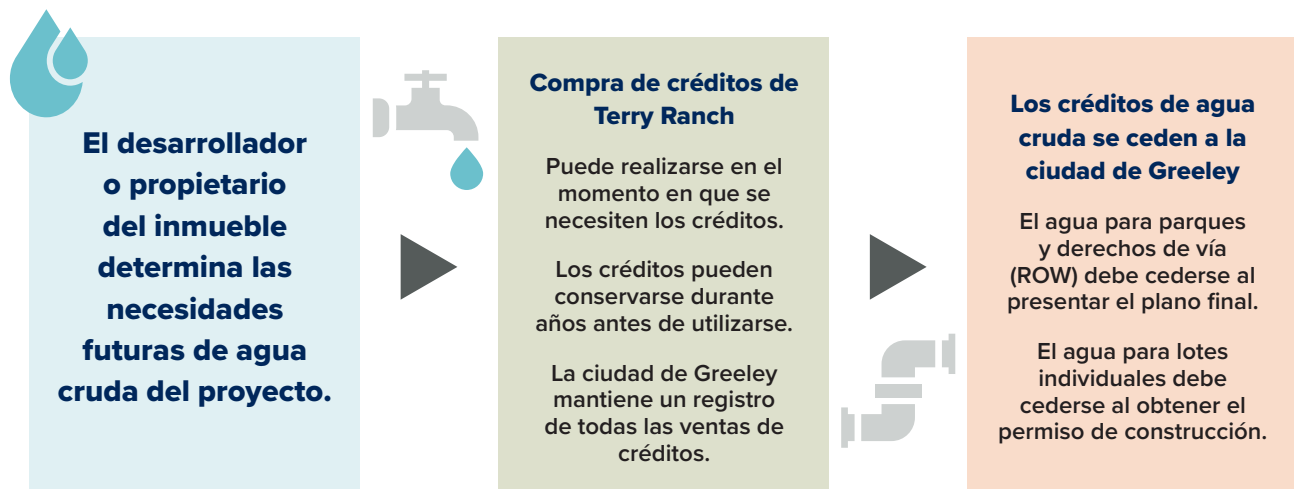 El desarrollador
o propietario
del inmueble
determina las
necesidades
futuras de agua
cruda del proyecto.
Compra de créditos de
Terry Ranch
Puede realizarse en el
momento en que se
necesiten los créditos.
Los créditos pueden
conservarse durante
años antes de utilizarse.
La ciudad de Greeley
mantiene un registro
de todas las ventas de
créditos.
Los créditos de agua
cruda se ceden a la
ciudad de Greeley
El agua para parques
y derechos de vía
(ROW) debe cederse al
presentar el plano final.
El agua para lotes
individuales debe
cederse al obtener el
permiso de construcción.